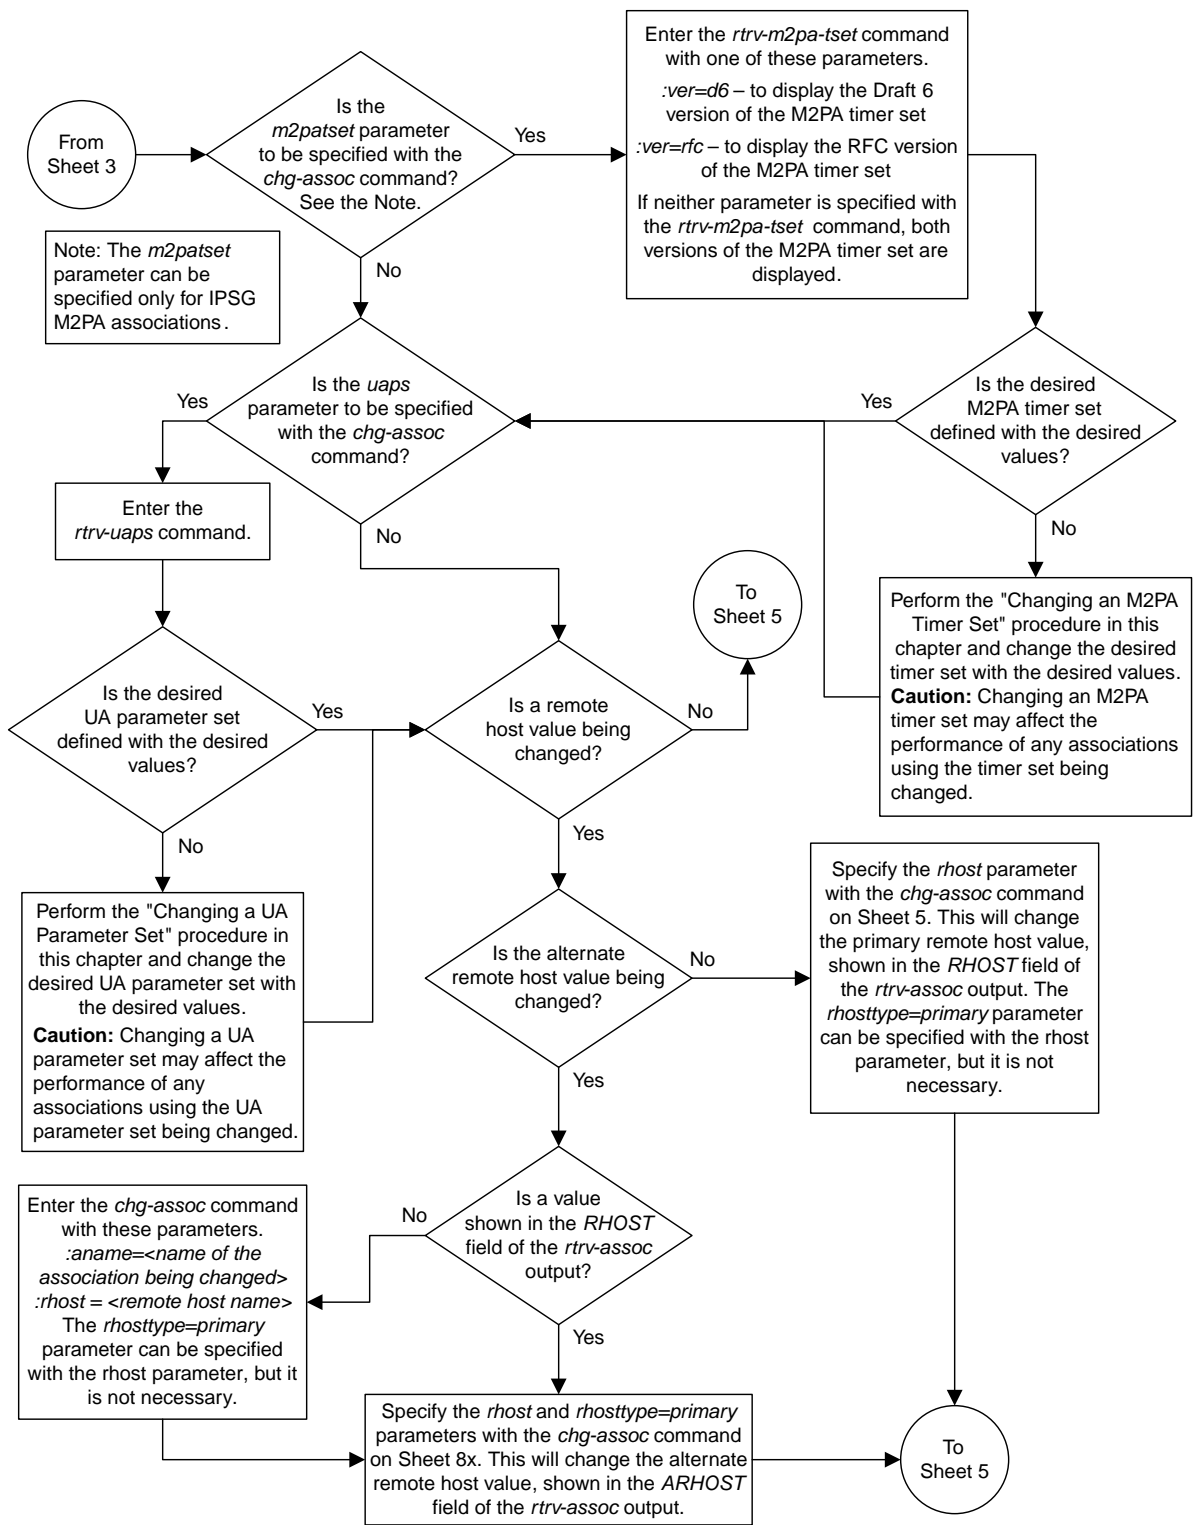 From
Sheet 3
Is the
m2patset parameter
to be specified with the
chg-assoc command?
See the Note.
Yes
No
Enter the rtrv-m2pa-tset command
with one of these parameters.
:ver=d6 – to display the Draft 6
version of the M2PA timer set
:ver=rfc – to display the RFC version
of the M2PA timer set
If neither parameter is specified with
the rtrv-m2pa-tset command, both
versions of the M2PA timer set are
displayed.
Note: The m2patset
parameter can be
specified only for IPSG
M2PA associations.
Is the uaps
parameter to be specified
with the chg-assoc
command?
Yes
No
Is the desired
M2PA timer set
defined with the desired
values?
Yes
No
Enter the
rtrv-uaps command.
To
Sheet 5
Perform the "Changing an M2PA
Timer Set" procedure in this
chapter and change the desired
timer set with the desired values.
Caution: Changing an M2PA
timer set may affect the
performance of any associations
using the timer set being
changed.
Is the desired
UA parameter set
defined with the desired
values?
Yes
No
Is a remote
host value being
changed?
No
Yes
Perform the "Changing a UA
Parameter Set" procedure in
this chapter and change the
desired UA parameter set with
the desired values.
Caution: Changing a UA
parameter set may affect the
performance of any
associations using the UA
parameter set being changed.
Is the alternate
remote host value being
changed?
No
Yes
Specify the rhost parameter
with the chg-assoc command
on Sheet 5. This will change
the primary remote host value,
shown in the RHOST field of
the rtrv-assoc output. The
rhosttype=primary parameter
can be specified with the rhost
parameter, but it is not
necessary.
Is a value
shown in the RHOST
field of the rtrv-assoc
output?
No
Yes
Enter the chg-assoc command
with these parameters.
:aname=<name of the
association being changed>
:rhost = <remote host name>
The rhosttype=primary
parameter can be specified
with the rhost parameter, but it
is not necessary.
Specify the rhost and rhosttype=primary
parameters with the chg-assoc command
on Sheet 8x. This will change the alternate
remote host value, shown in the ARHOST
field of the rtrv-assoc output.
To
Sheet 5